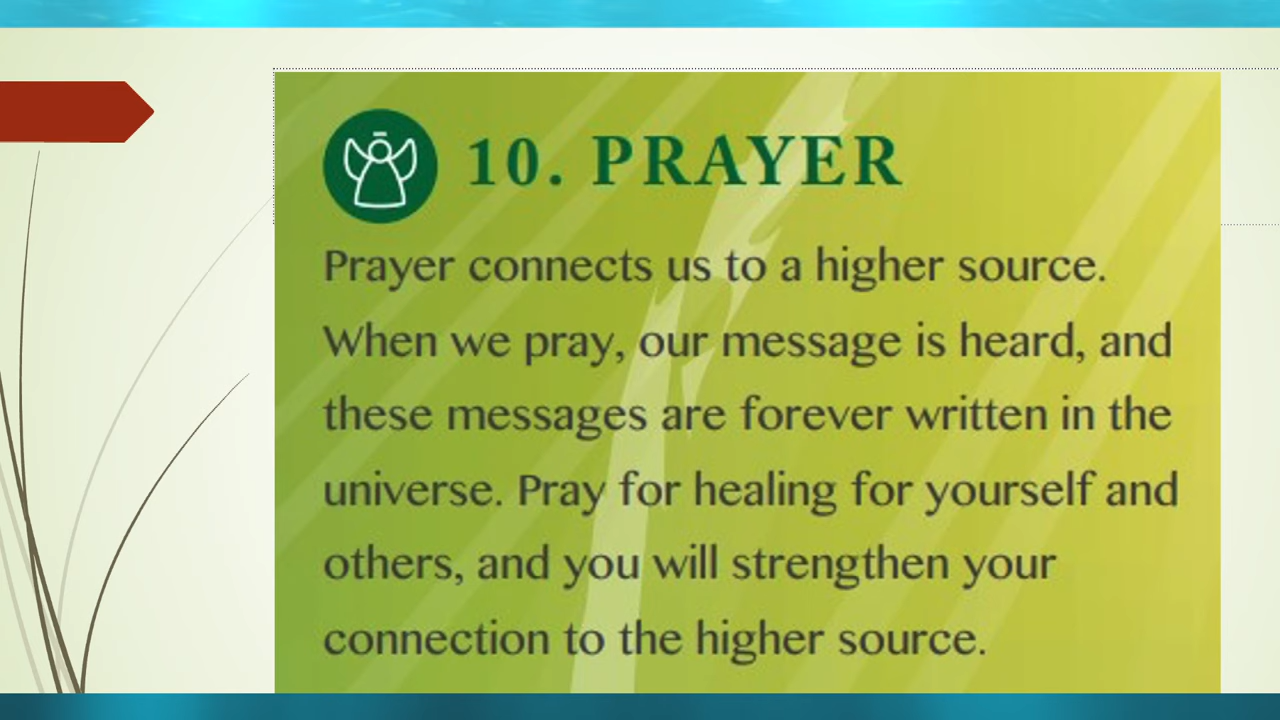 10. PRAYER
Prayer connects us to a higher source.
When we pray, our message is heard, and
these messages are forever written in the
universe. Pray for healing for yourself and
others, and you will strengthen your
connection to the higher source.